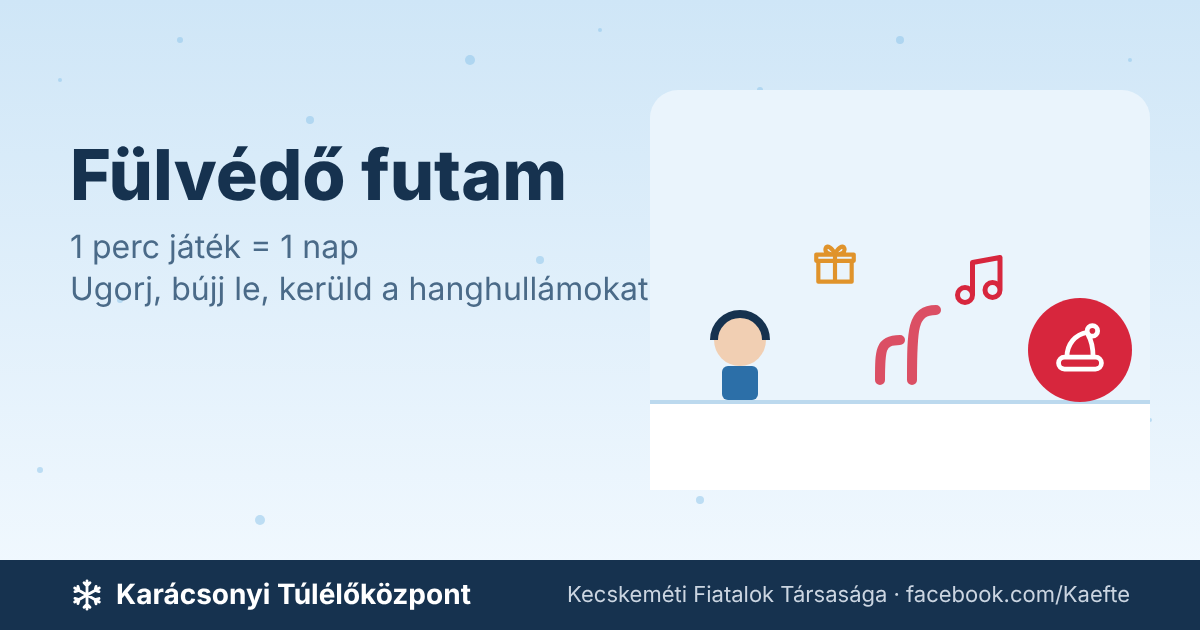 Fülvédő futam
1 perc játék = 1 nap
Ugorj, bújj le, kerüld a hanghullámokat
Karácsonyi Túlélőközpont
Kecskeméti Fiatalok Társasága · facebook.com/Kaefte